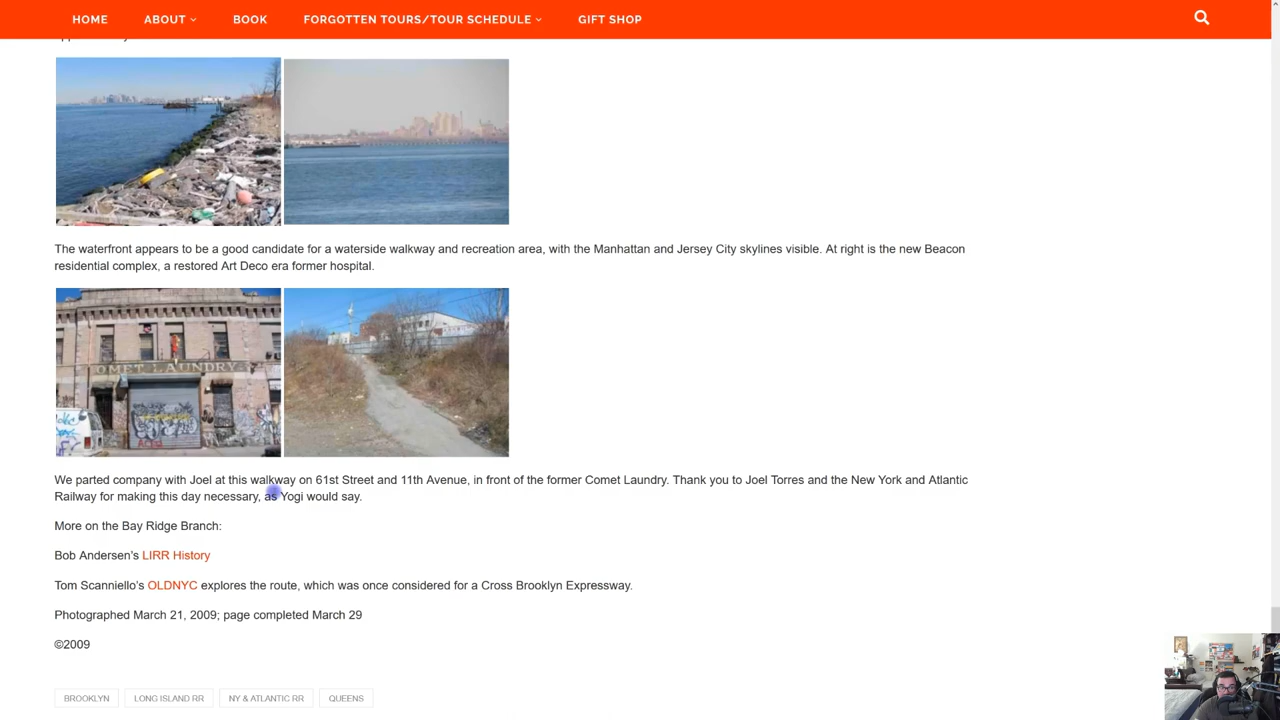 HOME ABOUT BOOK FORGOTTEN TOURS/TOUR SCHEDULE GIFT SHOP
The waterfront appears to be a good candidate for a waterside walkway and recreation area, with the Manhattan and Jersey City skylines visible. At right is the new Beacon
residential complex, a restored Art Deco era former hospital.
OMET LAUNDRY
We parted company with Joel at this walkway on 61st Street and 11th Avenue, in front of the former Comet Laundry. Thank you to Joel Torres and the New York and Atlantic
Railway for making this day necessary, as Yogi would say.
More on the Bay Ridge Branch:
Bob Andersen's LIRR History
Tom Scanniello's OLDNYC explores the route, which was once considered for a Cross Brooklyn Expressway.
Photographed March 21, 2009; page completed March 29
©2009
BROOKLYN LONG ISLAND RR NY & ATLANTIC RR QUEENS